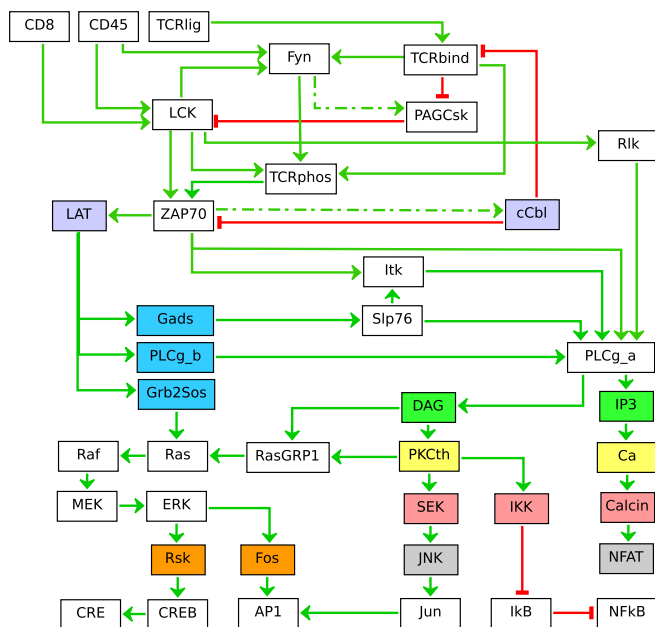 CD8
CD45
TCRlig
Fyn
TCRbind
LCK
PAGCsk
Rlk
TCRphos
LAT
ZAP70
cCbl
Itk
Gads
Slp76
PLCg_b
PLCg_a
Grb2Sos
DAG
IP3
Raf
Ras
RasGRP1
PKCth
Ca
MEK
ERK
SEK
IKK
Calcin
Rsk
Fos
JNK
NFAT
CRE
CREB
AP1
Jun
IkB
NFkB